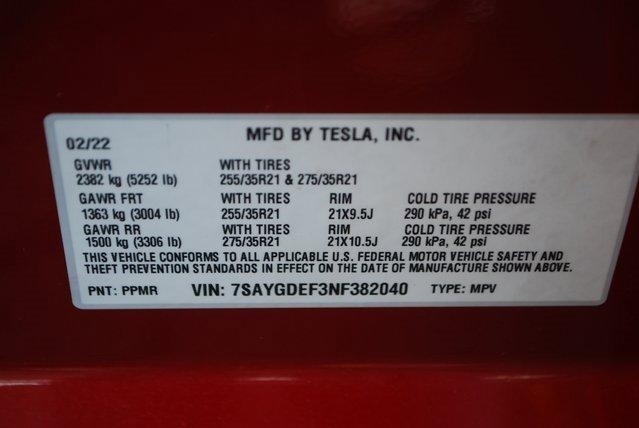 02/22 MFD BY TESLA, INC.
GVWR WITH TIRES
2382 kg (5252 lb) 255/35R21 & 275/35R21
GAWR FRT WITH TIRES RIM COLD TIRE PRESSURE
1363 kg (3004 lb) 255/35R21 21X9.5J 290 kPa, 42 psi
GAWR RR WITH TIRES RIM COLD TIRE PRESSURE
1500 kg (3306 lb) 275/35R21 21X10.5J 290 kPa, 42 psi
THIS VEHICLE CONFORMS TO ALL APPLICABLE U.S. FEDERAL MOTOR VEHICLE SAFETY AND
THEFT PREVENTION STANDARDS IN EFFECT ON THE DATE OF MANUFACTURE SHOWN ABOVE.
PNT: PPMR VIN: 7SAYGDEF3NF382040 TYPE: MPV